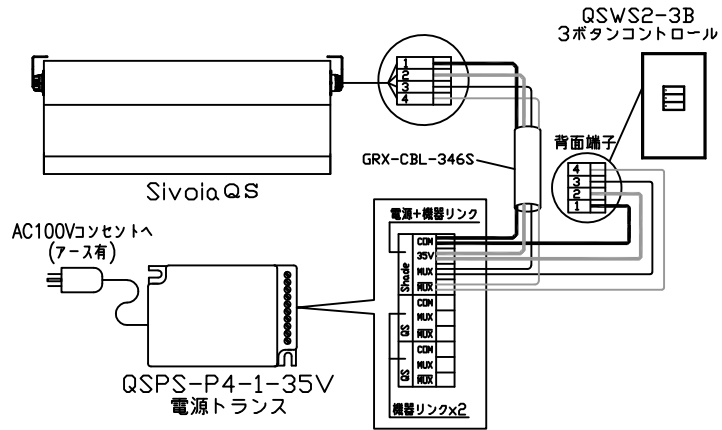 QSWS2-3B
3ボタンコントロール
1
2
3
4
GRX-CBL-346S
背面端子
4
3
2
1
SivoiaQS
電源+機器リンク
AC100Vコンセントへ
(アース有)
Shade
COM
35V
MUX
MUX
QS
COM
MUX
MUX
QS
COM
MUX
MUX
機器リンクx2
QSPS-P4-1-35V
電源トランス